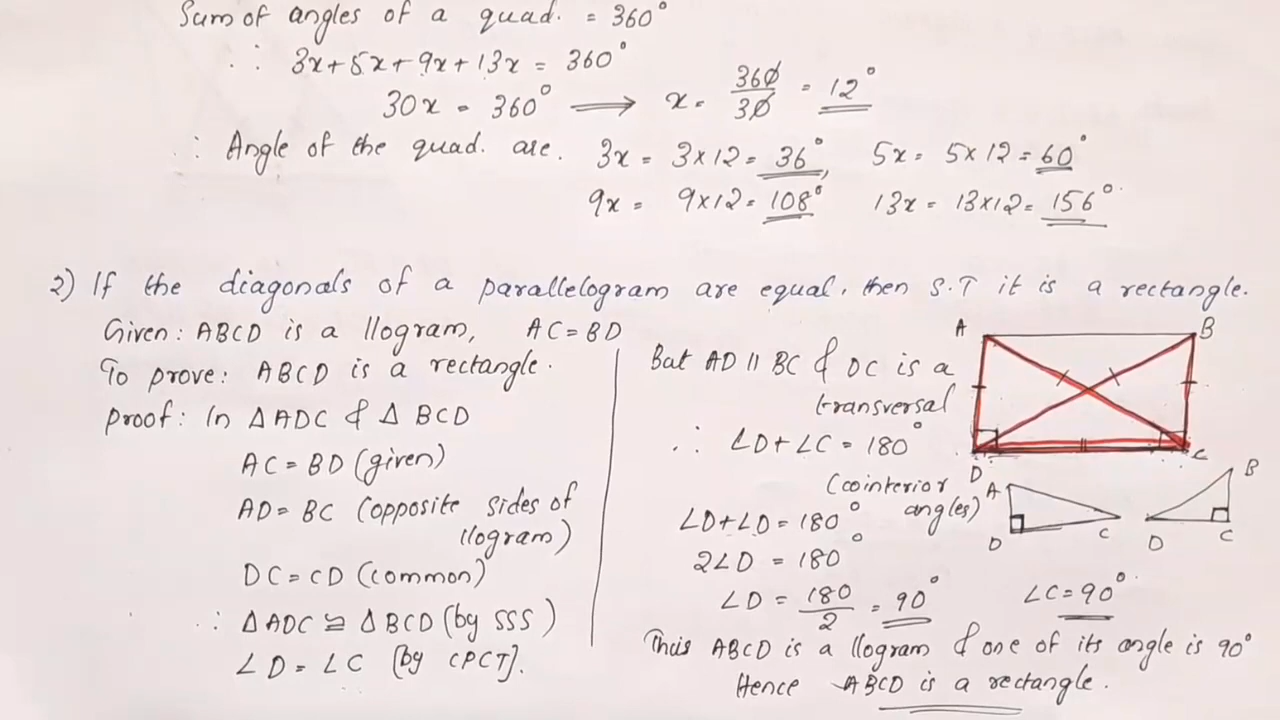 Sum of angles of a quad. = 360°
∴ 3x + 5x + 9x + 13x = 360°
30x = 360° ⟶ x = 360/30 = 12°
∴ Angle of the quad. are. 3x = 3×12 = 36°, 5x = 5×12 = 60°
9x = 9×12 = 108° 13x = 13×12 = 156°.
2) If the diagonals of a parallelogram are equal, then S.T it is a rectangle.
Given: ABCD is a llogram, AC = BD
To prove: ABCD is a rectangle.
Proof: In Δ ADC & Δ BCD
AC = BD (given)
AD = BC (opposite sides of
llogram)
DC = CD (common)
∴ Δ ADC ≅ Δ BCD (by SSS)
∠D = ∠C [by CPCT].
But AD ll BC & DC is a
transversal
∴ ∠D + ∠C = 180°
(cointerior
angles)
∠D + ∠D = 180°
2∠D = 180°
∠D = 180/2 = 90° ∠C = 90°.
Thus ABCD is a llogram & one of its angle is 90°
Hence ABCD is a rectangle.
A B
D C
A D C
B D C